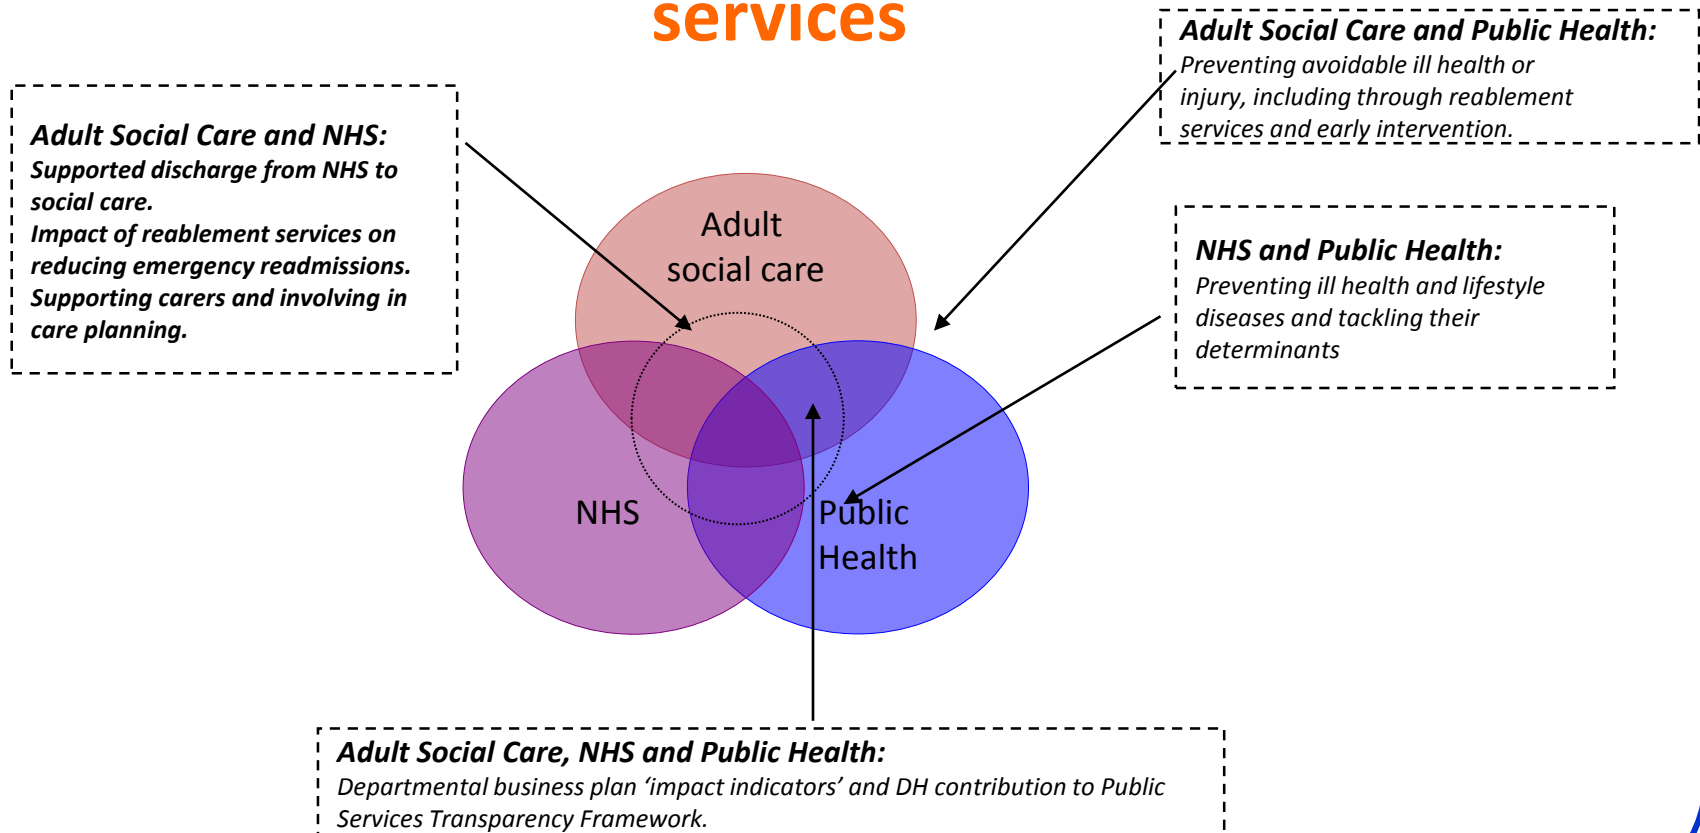 services
Adult Social Care and Public Health:
Preventing avoidable ill health or
injury, including through reablement
services and early intervention.
Adult Social Care and NHS:
Supported discharge from NHS to
social care.
Impact of reablement services on
reducing emergency readmissions.
Supporting carers and involving in
care planning.
Adult
social care
NHS and Public Health:
Preventing ill health and lifestyle
diseases and tackling their
determinants
NHS
Public
Health
Adult Social Care, NHS and Public Health:
Departmental business plan ‘impact indicators’ and DH contribution to Public
Services Transparency Framework.